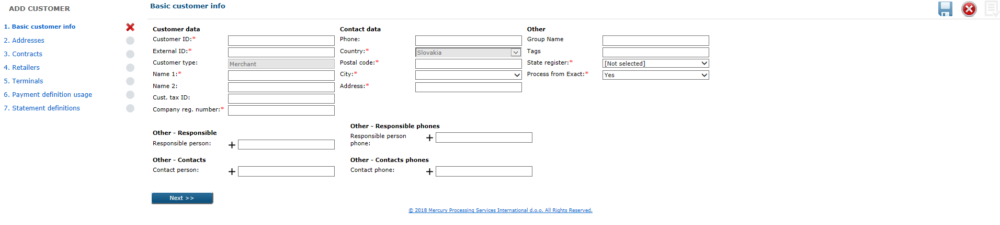 ADD CUSTOMER
1. Basic customer info
2. Addresses
3. Contracts
4. Retailers
5. Terminals
6. Payment definition usage
7. Statement definitions
Basic customer info
Customer data
Customer ID:*
External ID:*
Customer type:
Merchant
Name 1:*
Name 2:
Cust. tax ID:
Company reg. number:*
Contact data
Phone:
Country:*
Slovakia
Postal code:*
City:*
Address:*
Other
Group Name
Tags
State register:*
[Not selected]
Process from Exact:*
Yes
Other - Responsible
Responsible person:
+
Other - Responsible phones
Responsible person
phone:
+
Other - Contacts
Contact person:
+
Other - Contacts phones
Contact phone:
+
Next >>
© 2018 Mercury Processing Services International d.o.o. All Rights Reserved.